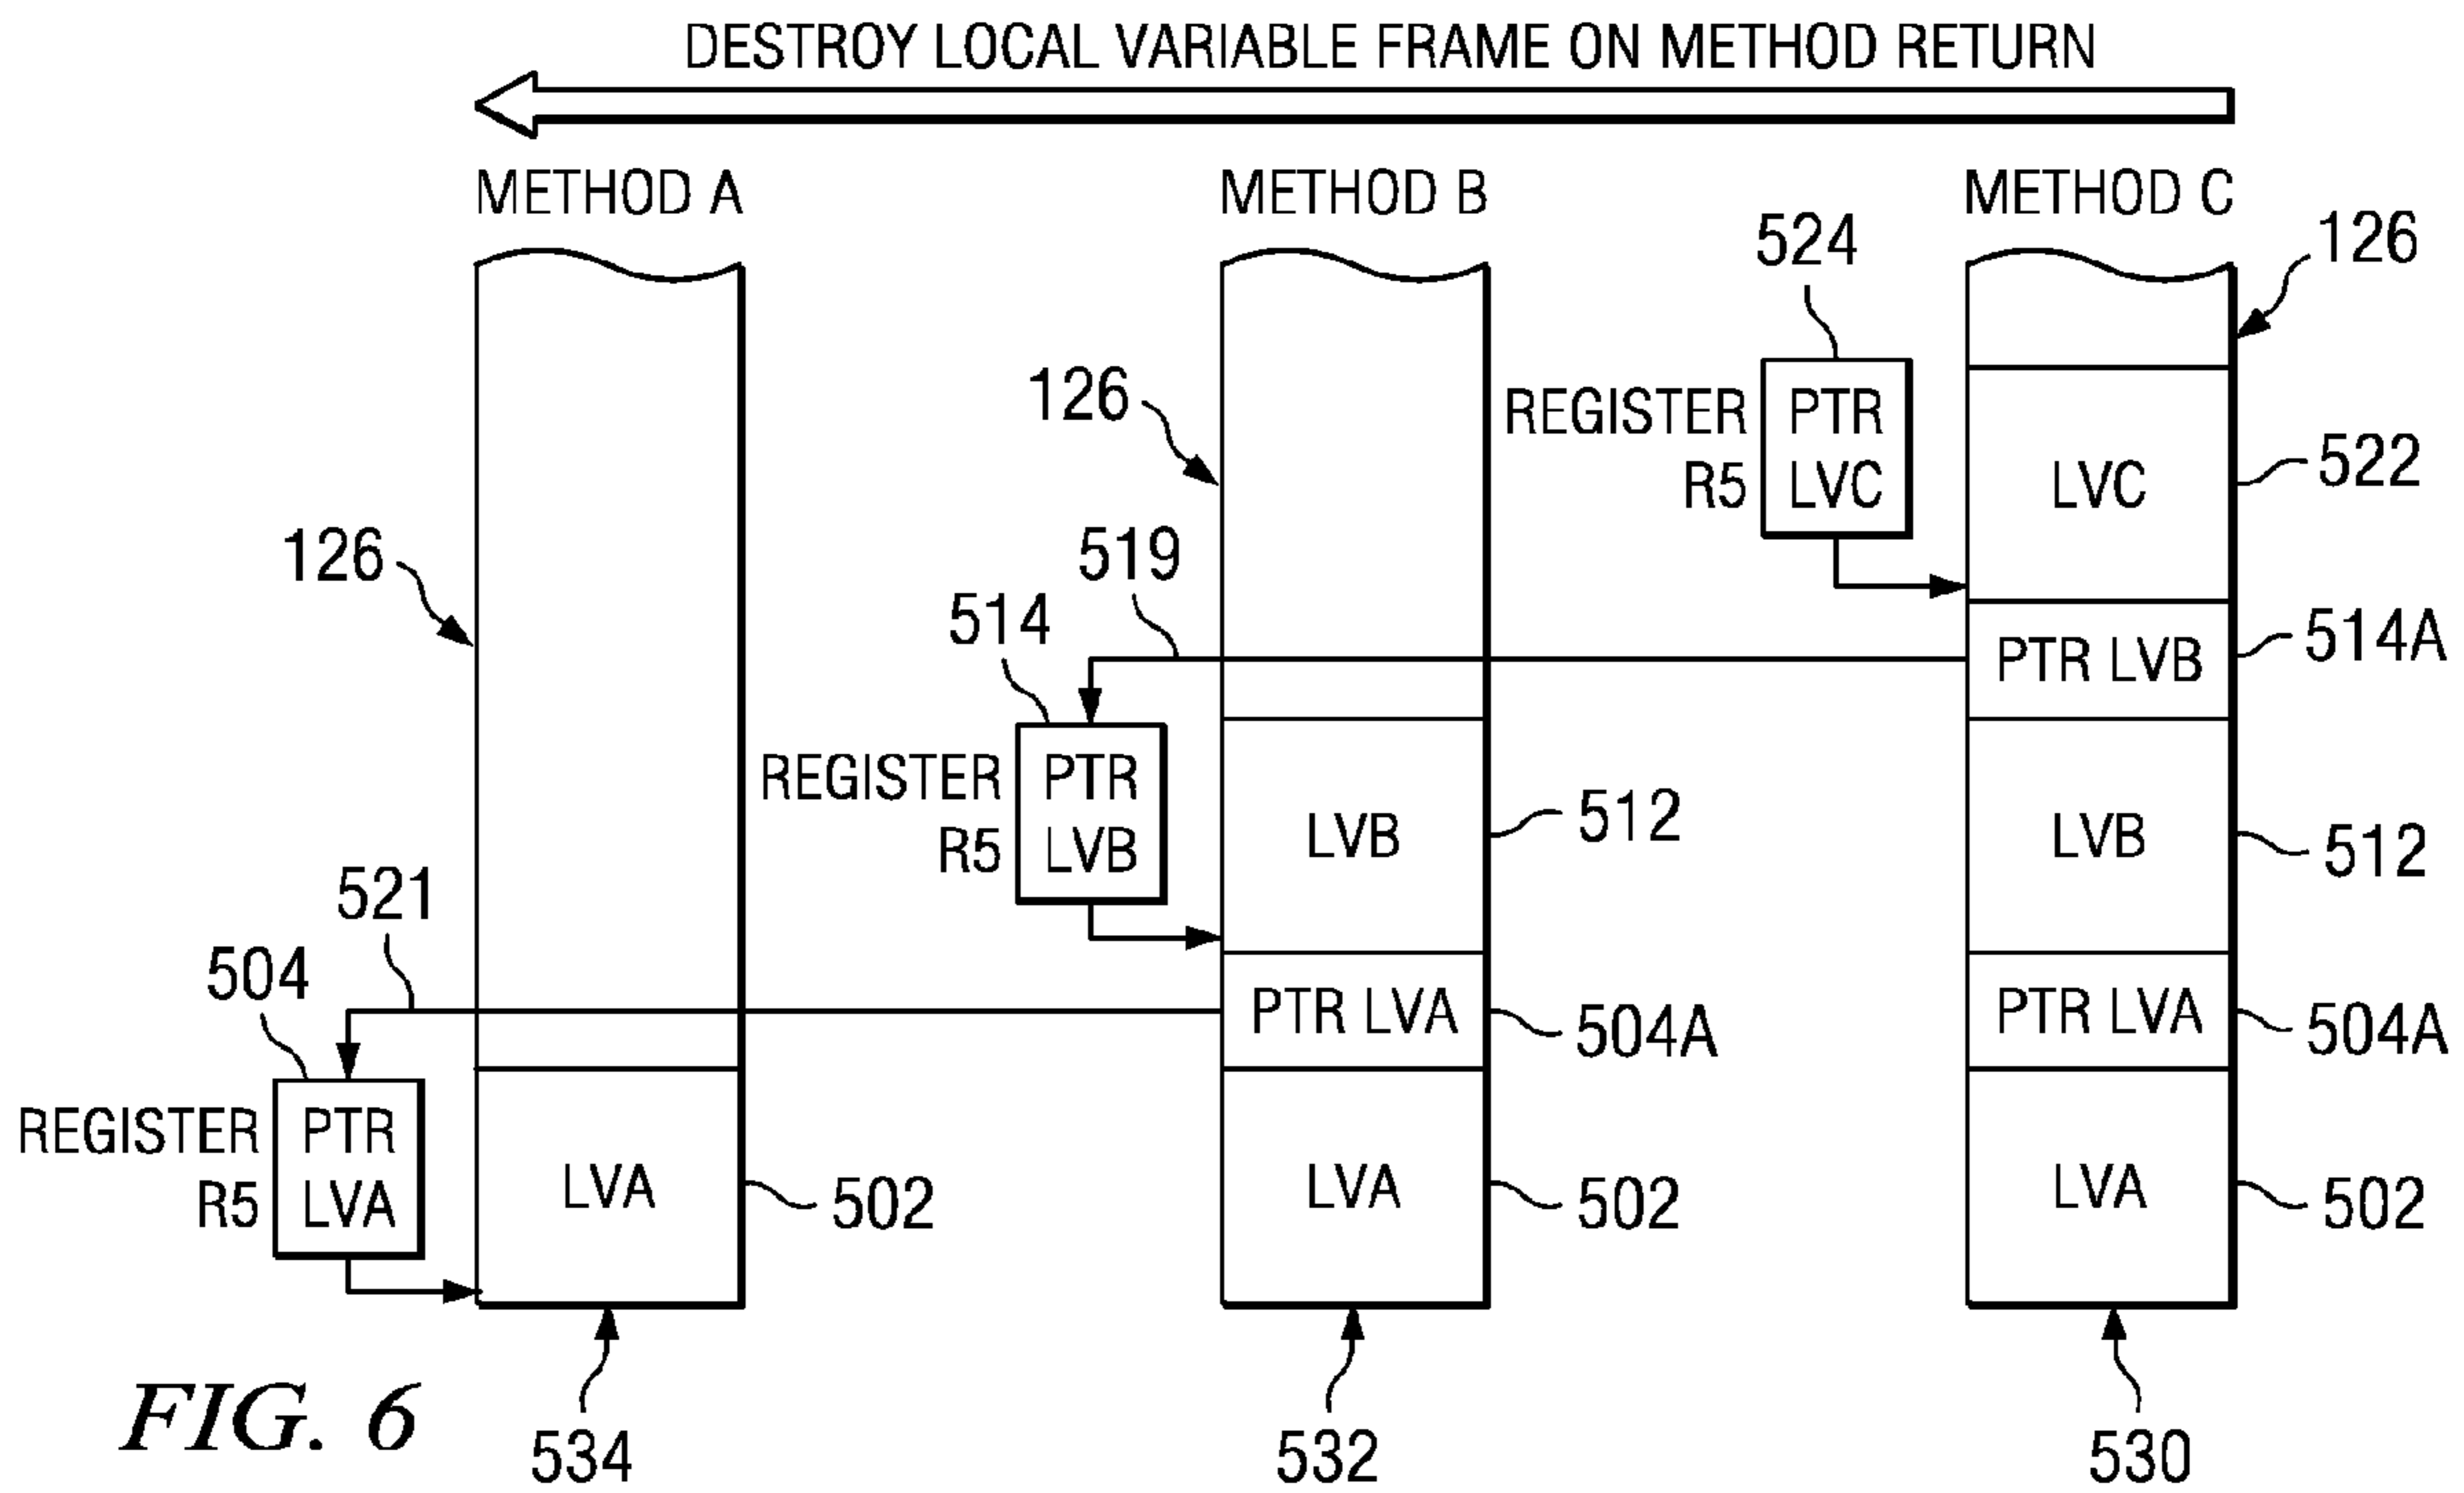 DESTROY LOCAL VARIABLE FRAME ON METHOD RETURN
METHOD A
METHOD B
METHOD C
524
126
126
REGISTER
R5
PTR
LVC
LVC
522
126
519
514
PTR LVB
514A
REGISTER
R5
PTR
LVB
LVB
512
LVB
512
521
504
PTR LVA
504A
PTR LVA
504A
REGISTER
R5
PTR
LVA
LVA
502
LVA
502
LVA
502
FIG. 6
534
532
530